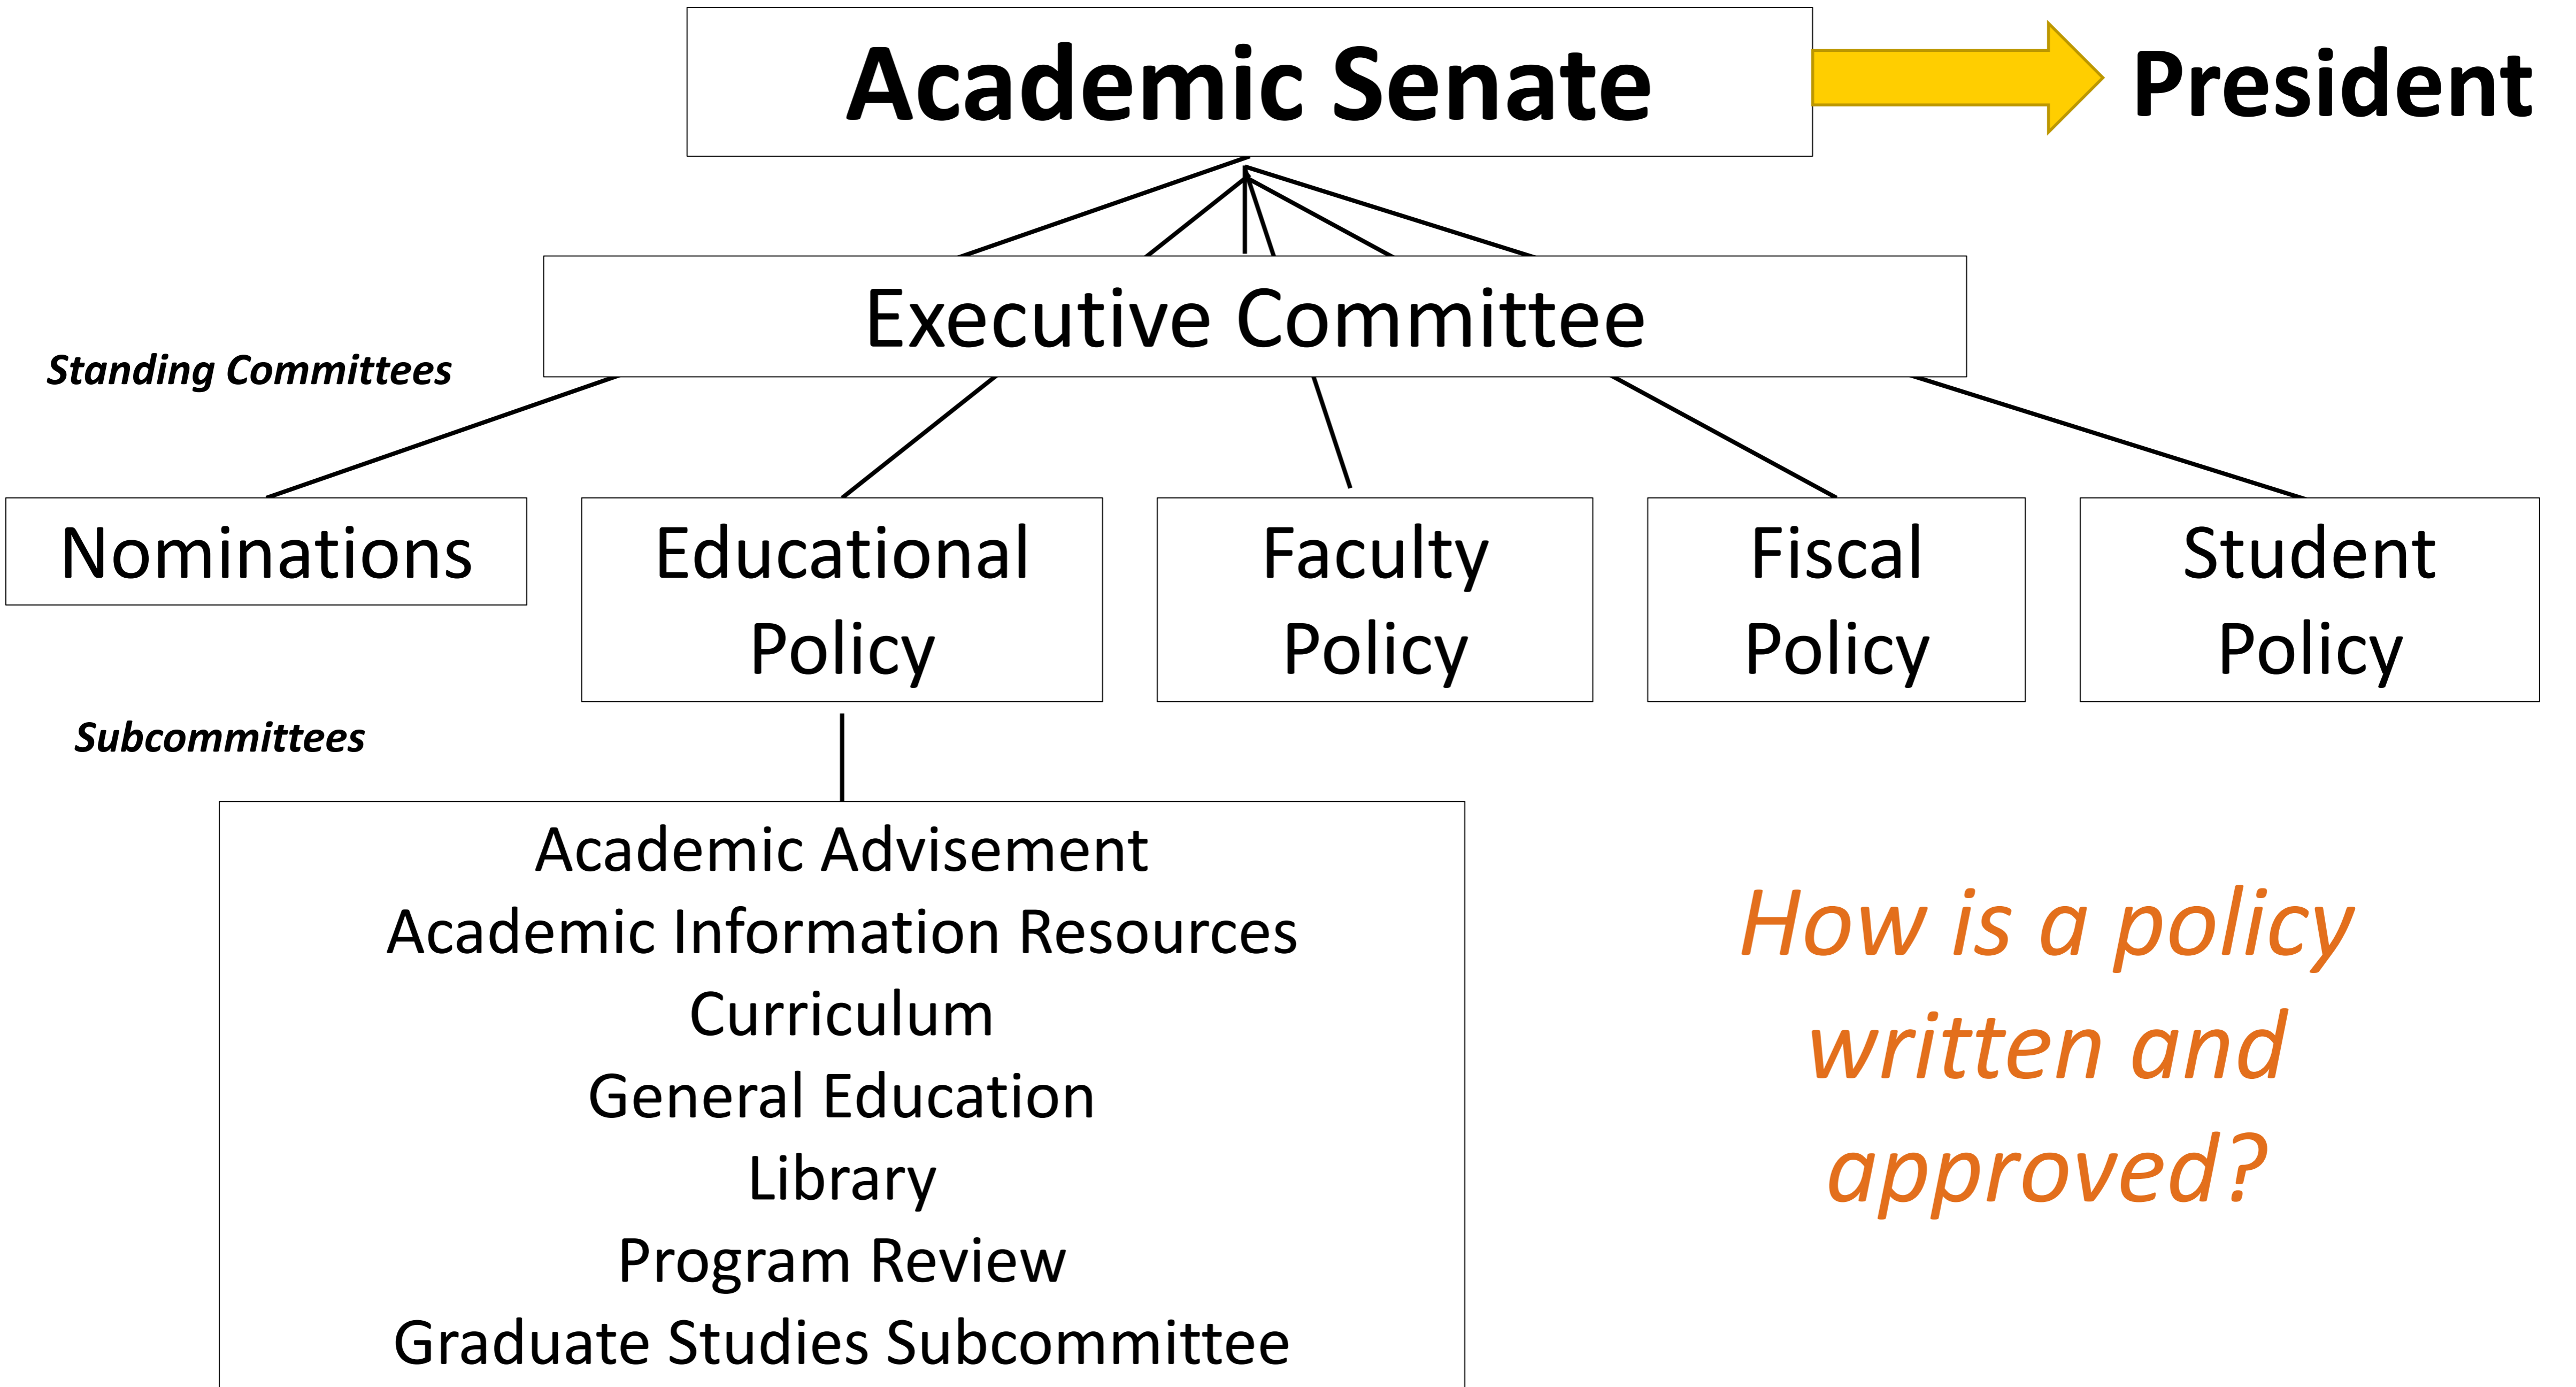 Academic Senate
President
Executive Committee
Standing Committees
Nominations
Educational
Policy
Faculty
Policy
Fiscal
Policy
Student
Policy
Subcommittees
Academic Advisement
Academic Information Resources
Curriculum
General Education
Library
Program Review
Graduate Studies Subcommittee
How is a policy
written and
approved?